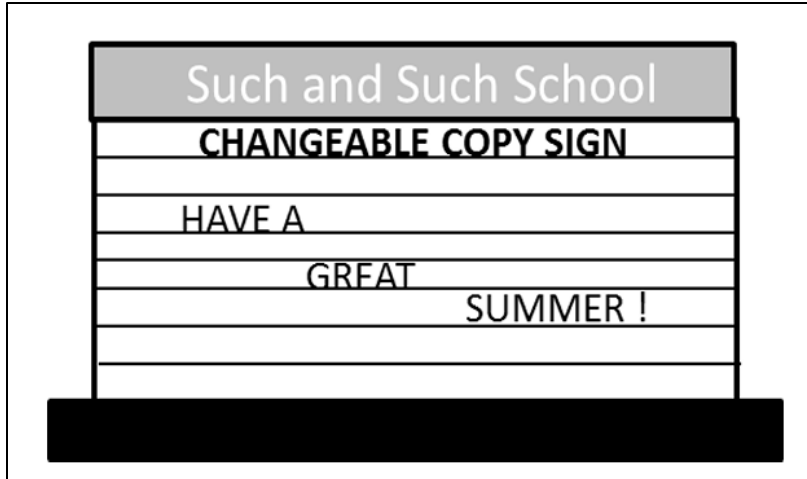 Such and Such School
CHANGEABLE COPY SIGN
HAVE A
GREAT
SUMMER !